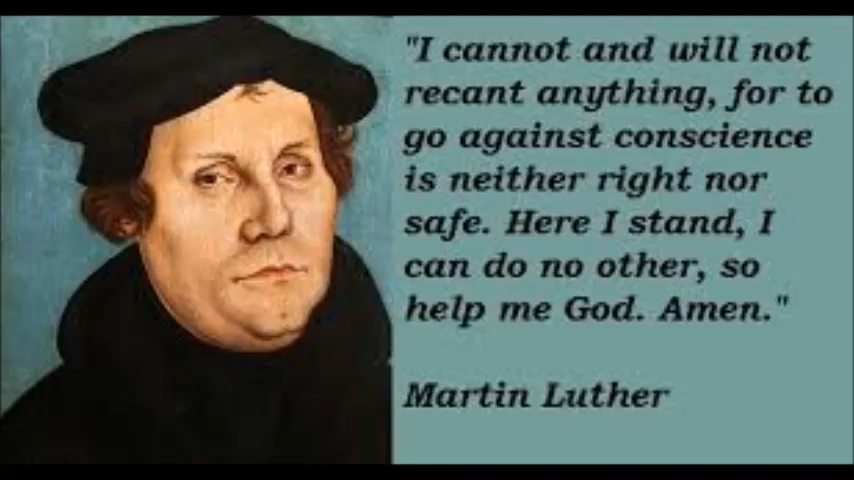 "I cannot and will not
recant anything, for to
go against conscience
is neither right nor
safe. Here I stand, I
can do no other, so
help me God. Amen."
Martin Luther